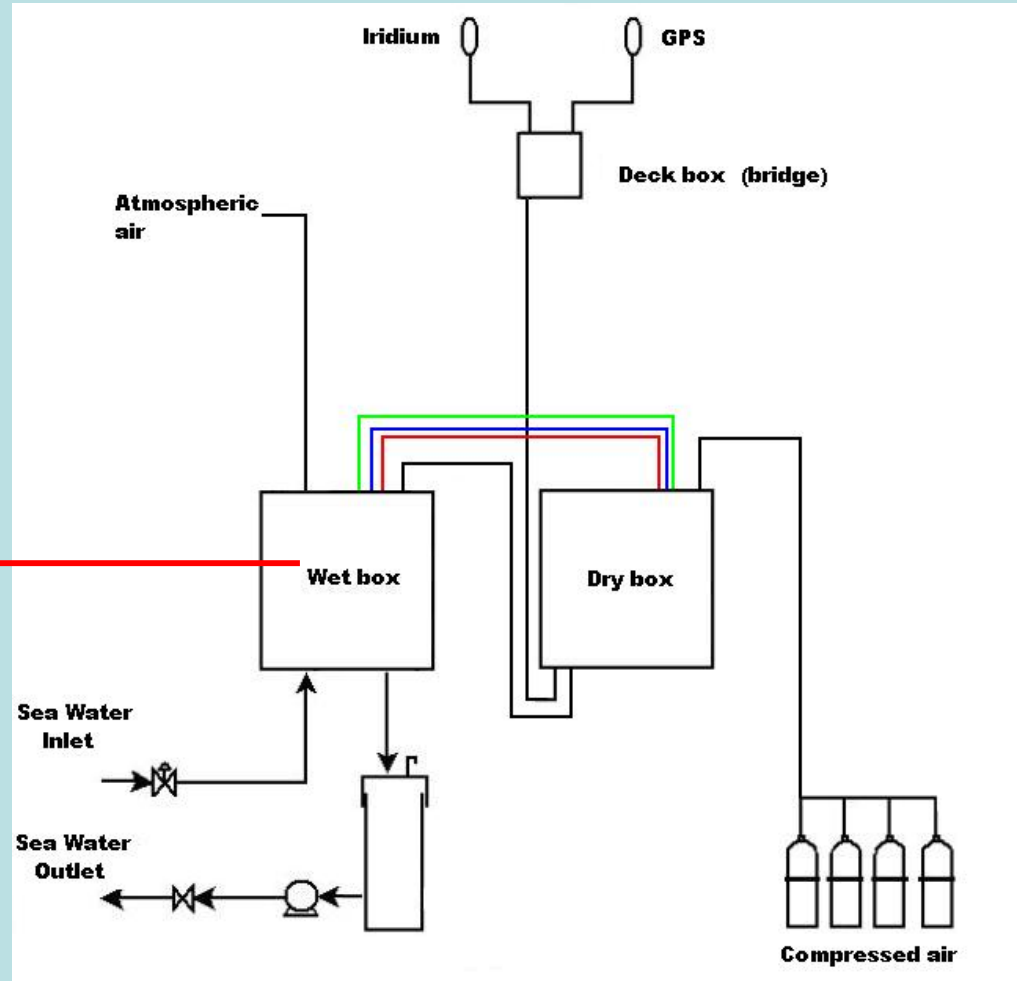 Iridium
GPS
Deck box (bridge)
Atmospheric
air
Wet box
Dry box
Sea Water
Inlet
Sea Water
Outlet
Compressed air